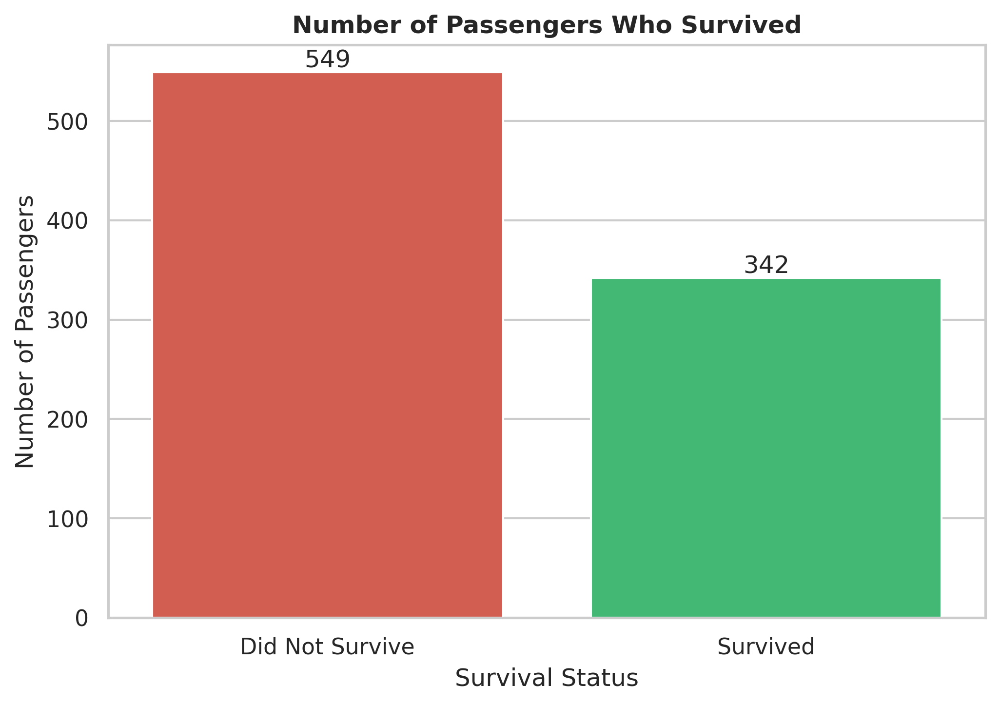 Number of Passengers Who Survived
549
500
400
342
300
200
100
0
Number of Passengers
Did Not Survive
Survived
Survival Status